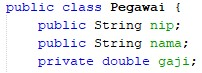 public class Pegawai {
public String nip;
public String nama;
private double gaji;